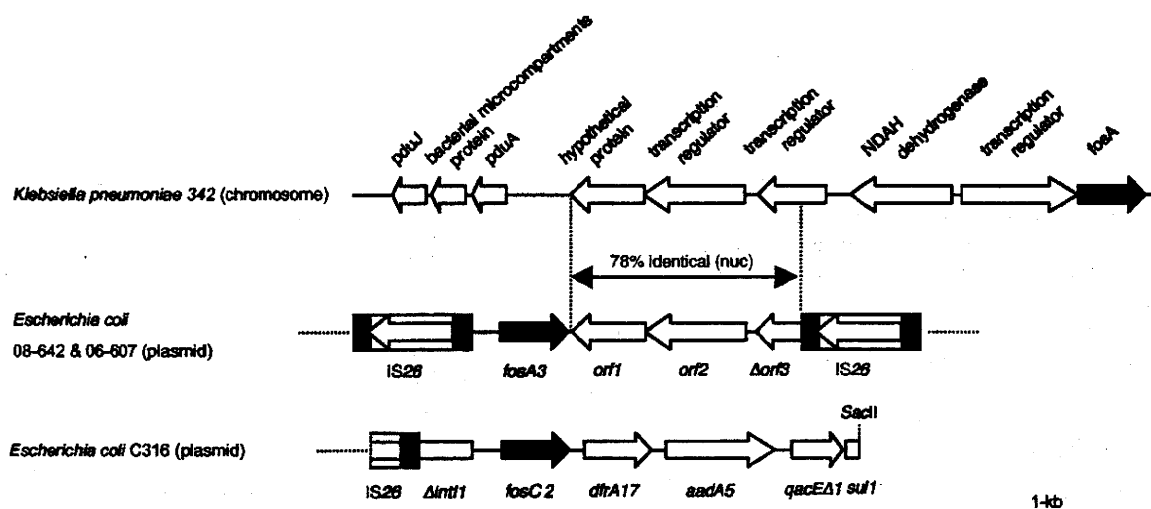 pduJ
bacterial microcompartments
protein
pduA
hypothetical
protein
transcription
regulator
transcription
regulator
NDAH
dehydrogenase
transcription
regulator
fosA
Klebsiella pneumoniae 342 (chromosome)
78% identical (nuc)
Escherichia coli
08-642 & 06-607 (plasmid)
IS26 fosA3 orf1 orf2 Δorf3 IS26
SacII
Escherichia coli C316 (plasmid)
IS26 ΔintI1 fosC2 dfrA17 aadA5 qacEΔ1 sul1
1-kb